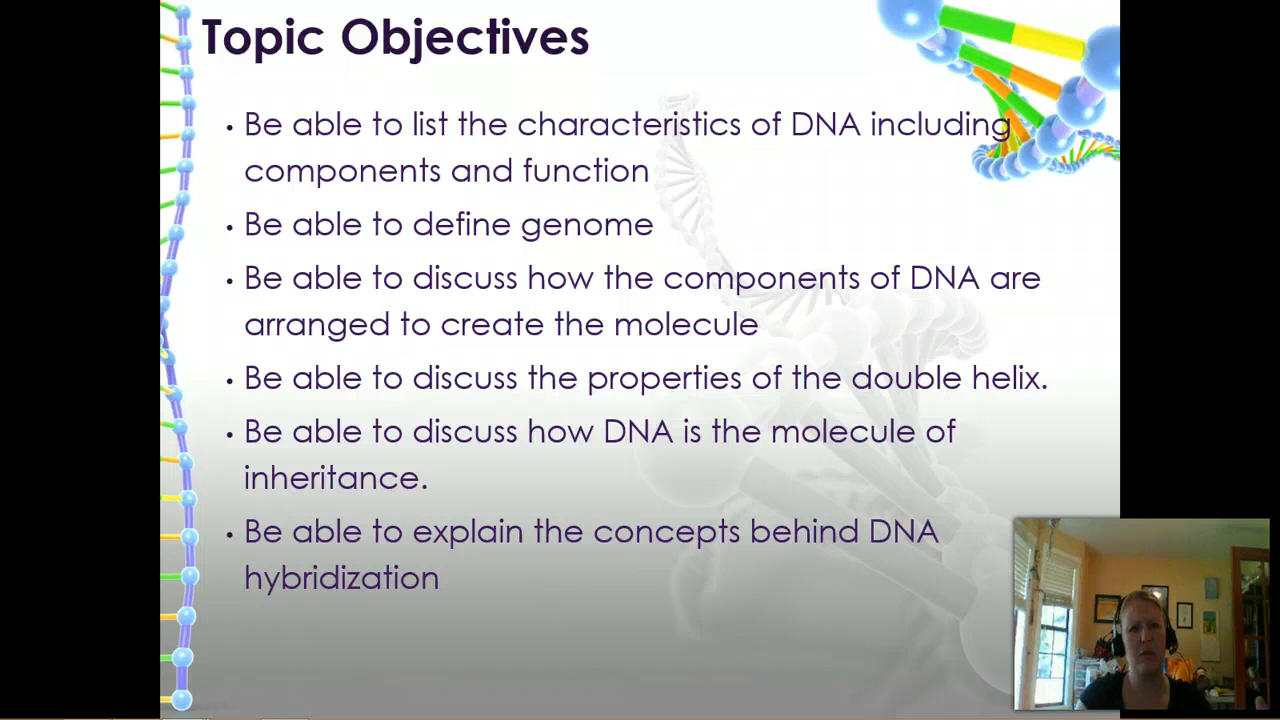 Topic Objectives
• Be able to list the characteristics of DNA including
components and function
• Be able to define genome
• Be able to discuss how the components of DNA are
arranged to create the molecule
• Be able to discuss the properties of the double helix.
• Be able to discuss how DNA is the molecule of
inheritance.
• Be able to explain the concepts behind DNA
hybridization